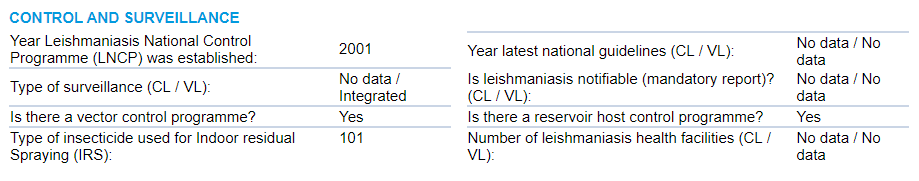 CONTROL AND SURVEILLANCE
Year Leishmaniasis National Control
Programme (LNCP) was established:
2001
Type of surveillance (CL / VL):
No data /
Integrated
Is there a vector control programme?
Yes
Type of insecticide used for Indoor residual
Spraying (IRS):
101
Year latest national guidelines (CL / VL):
No data / No
data
Is leishmaniasis notifiable (mandatory report)?
(CL / VL):
No data / No
data
Is there a reservoir host control programme?
Yes
Number of leishmaniasis health facilities (CL /
VL):
No data / No
data